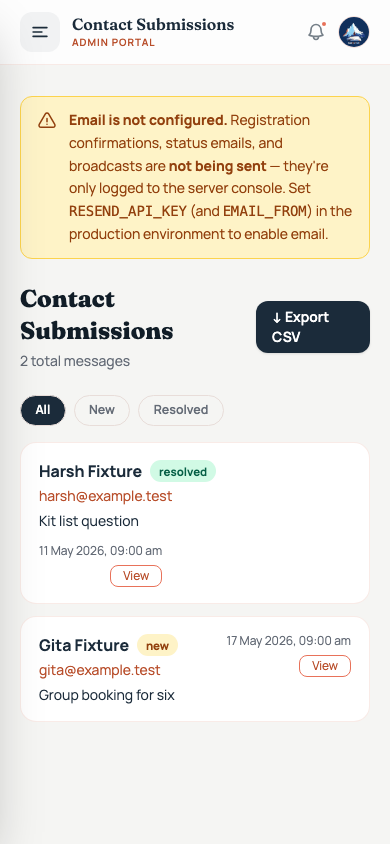 Contact Submissions
ADMIN PORTAL
Email is not configured. Registration
confirmations, status emails, and
broadcasts are not being sent — they're
only logged to the server console. Set
RESEND_API_KEY (and EMAIL_FROM) in the
production environment to enable email.
Contact
Submissions
2 total messages
↓ Export
CSV
All
New
Resolved
Harsh Fixture resolved
harsh@example.test
Kit list question
11 May 2026, 09:00 am
View
Gita Fixture new
17 May 2026, 09:00 am
gita@example.test
View
Group booking for six